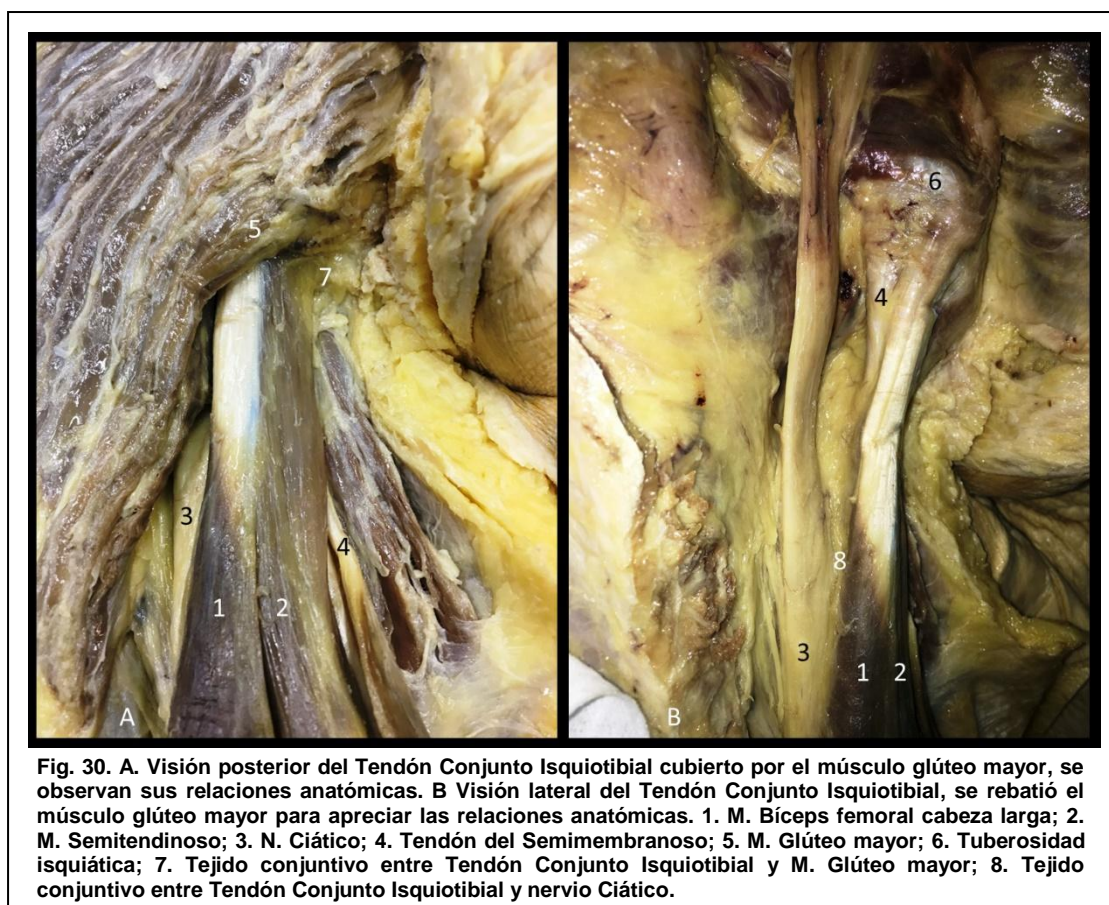 5
7
3
4
1
2
A
6
4
8
3
1
2
B
Fig. 30. A. Visión posterior del Tendón Conjunto Isquiotibial cubierto por el músculo glúteo mayor, se
observan sus relaciones anatómicas. B Visión lateral del Tendón Conjunto Isquiotibial, se rebatió el
músculo glúteo mayor para apreciar las relaciones anatómicas. 1. M. Bíceps femoral cabeza larga; 2.
M. Semitendinoso; 3. N. Ciático; 4. Tendón del Semimembranoso; 5. M. Glúteo mayor; 6. Tuberosidad
isquiática; 7. Tejido conjuntivo entre Tendón Conjunto Isquiotibial y M. Glúteo mayor; 8. Tejido
conjuntivo entre Tendón Conjunto Isquiotibial y nervio Ciático.